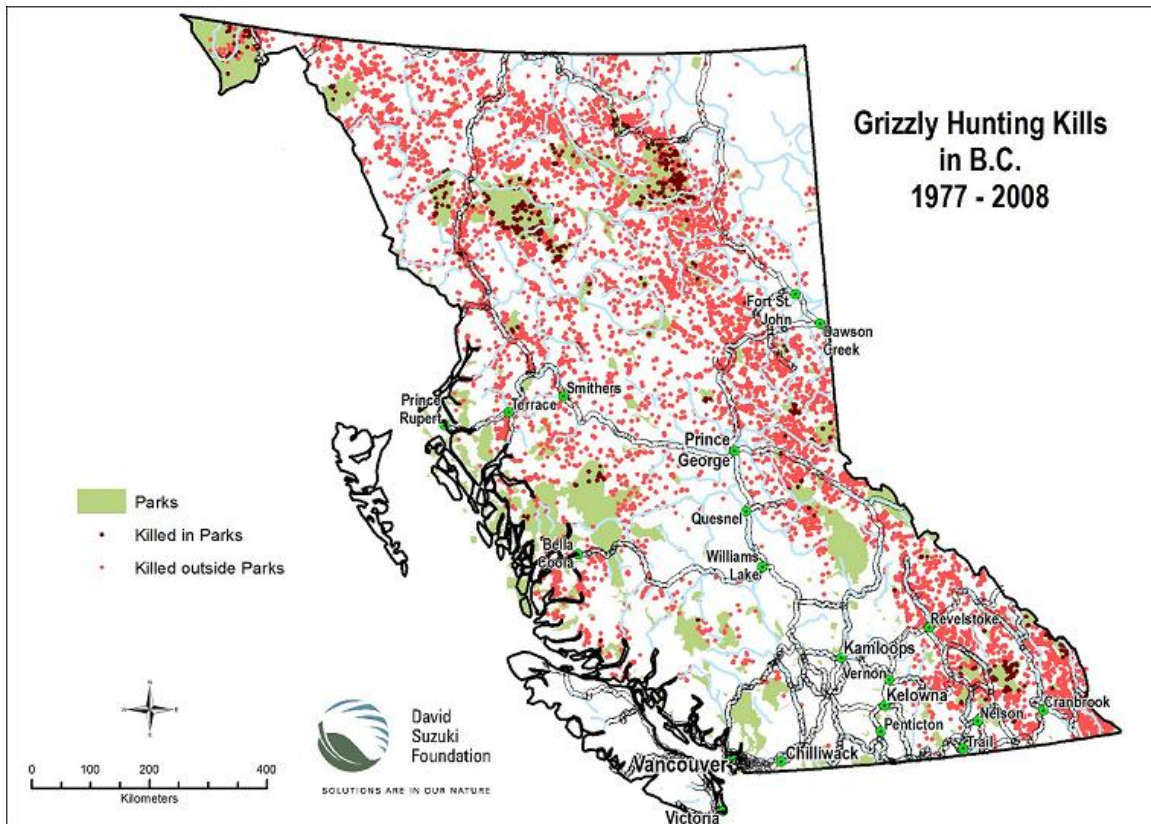 Grizzly Hunting Kills
in B.C.
1977 - 2008
Fort St.
John
Dawson
Creek
Smithers
Prince
Rupert
Terrace
Prince
George
Quesnel
Bella
Coola
Williams
Lake
Revelstoke
Kamloops
Vernon
Kelowna
Cranbrook
Nelson
Penticton
Trail
Chilliwack
Vancouver
Victoria
Parks
Killed in Parks
Killed outside Parks
David
Suzuki
Foundation
SOLUTIONS ARE IN OUR NATURE
0 100 200 400
Kilometers